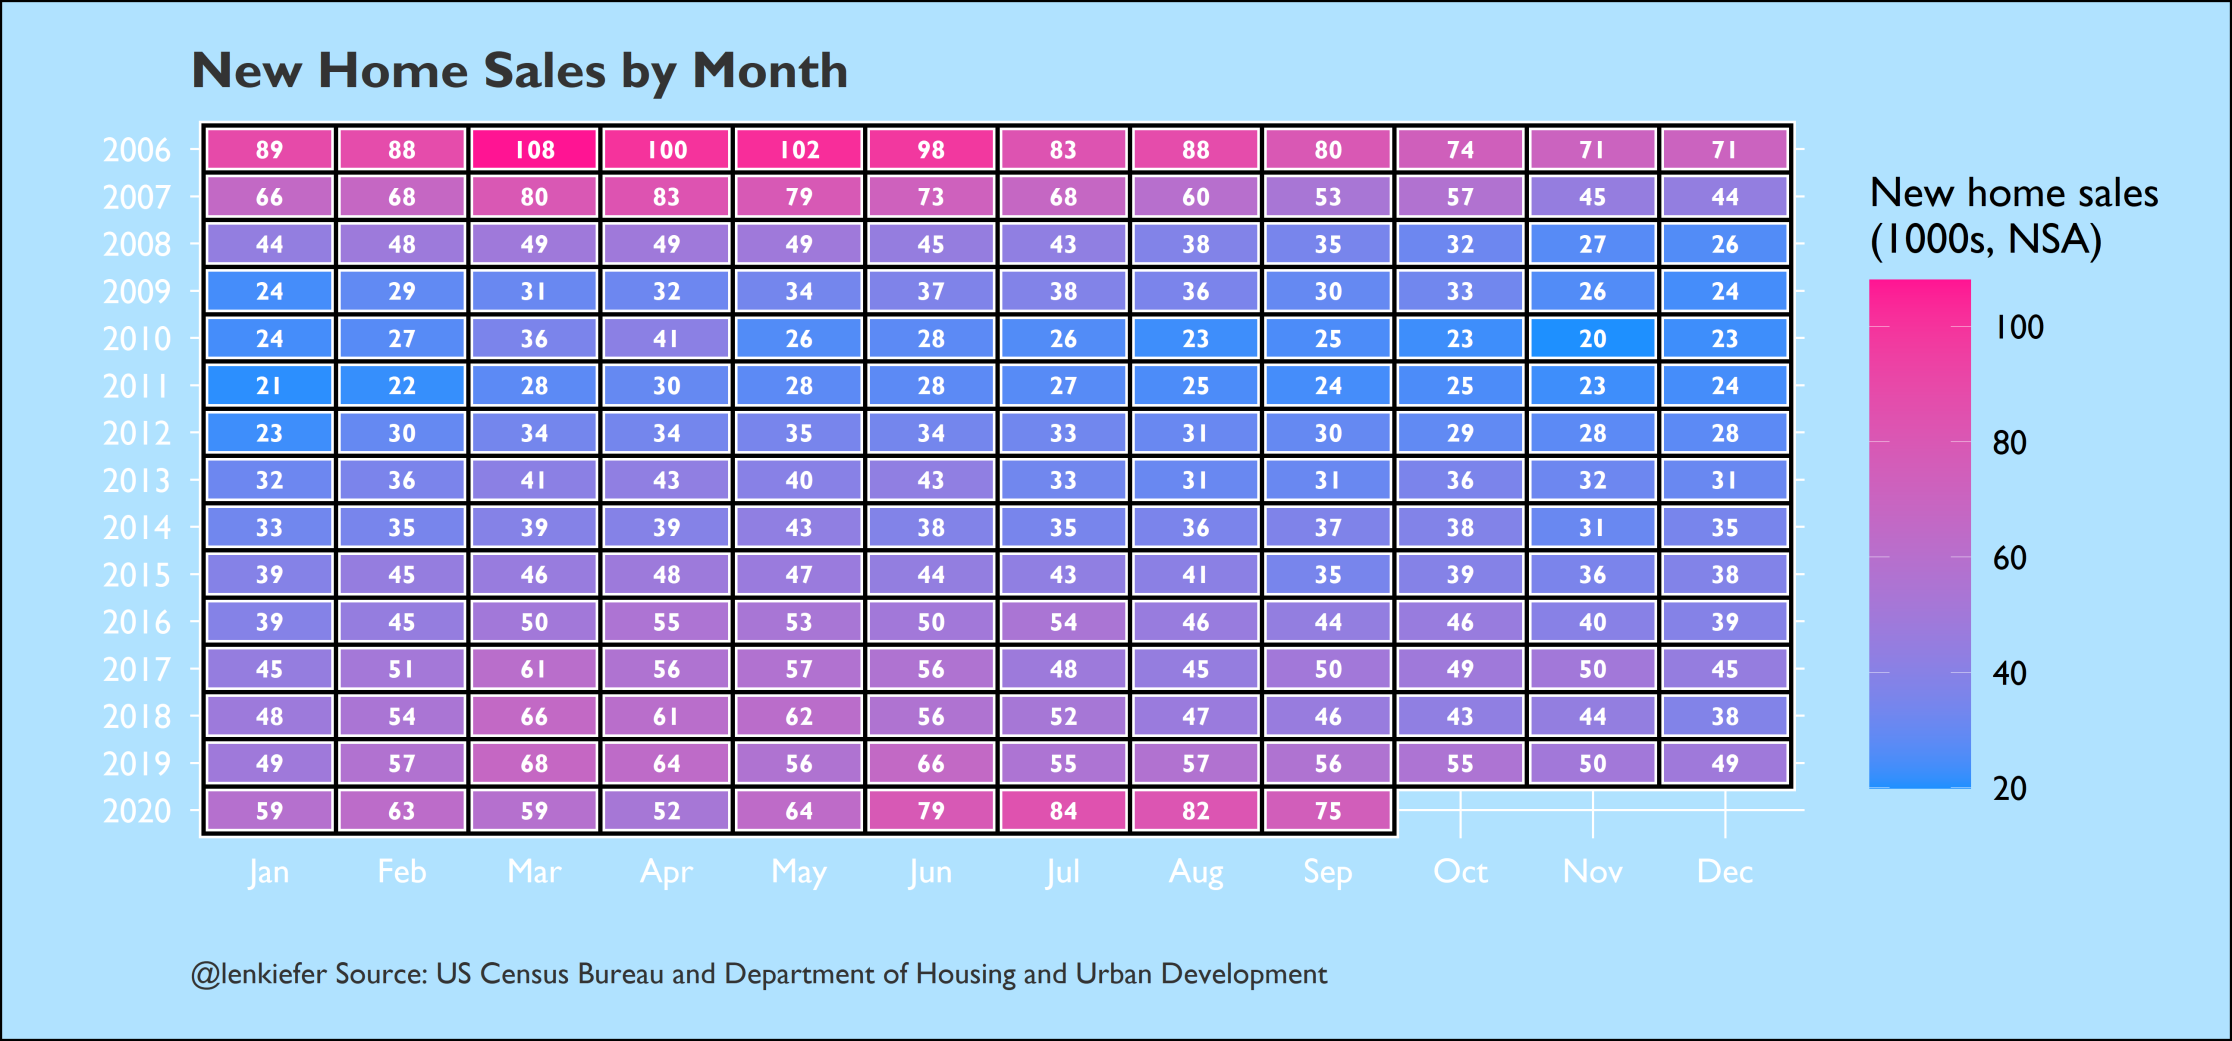 New Home Sales by Month
2006 89 88 108 100 102 98 83 88 80 74 71 71
2007 66 68 80 83 79 73 68 60 53 57 45 44
2008 44 48 49 49 49 45 43 38 35 32 27 26
2009 24 29 31 32 34 37 38 36 30 33 26 24
2010 24 27 36 41 26 28 26 23 25 23 20 23
2011 21 22 28 30 28 28 27 25 24 25 23 24
2012 23 30 34 34 35 34 33 31 30 29 28 28
2013 32 36 41 43 40 43 33 31 31 36 32 31
2014 33 35 39 39 43 38 35 36 37 38 31 35
2015 39 45 46 48 47 44 43 41 35 39 36 38
2016 39 45 50 55 53 50 54 46 44 46 40 39
2017 45 51 61 56 57 56 48 45 50 49 50 45
2018 48 54 66 61 62 56 52 47 46 43 44 38
2019 49 57 68 64 56 66 55 57 56 55 50 49
2020 59 63 59 52 64 79 84 82 75
Jan Feb Mar Apr May Jun Jul Aug Sep Oct Nov Dec
New home sales
(1000s, NSA)
100
80
60
40
20
@lenkiefer Source: US Census Bureau and Department of Housing and Urban Development